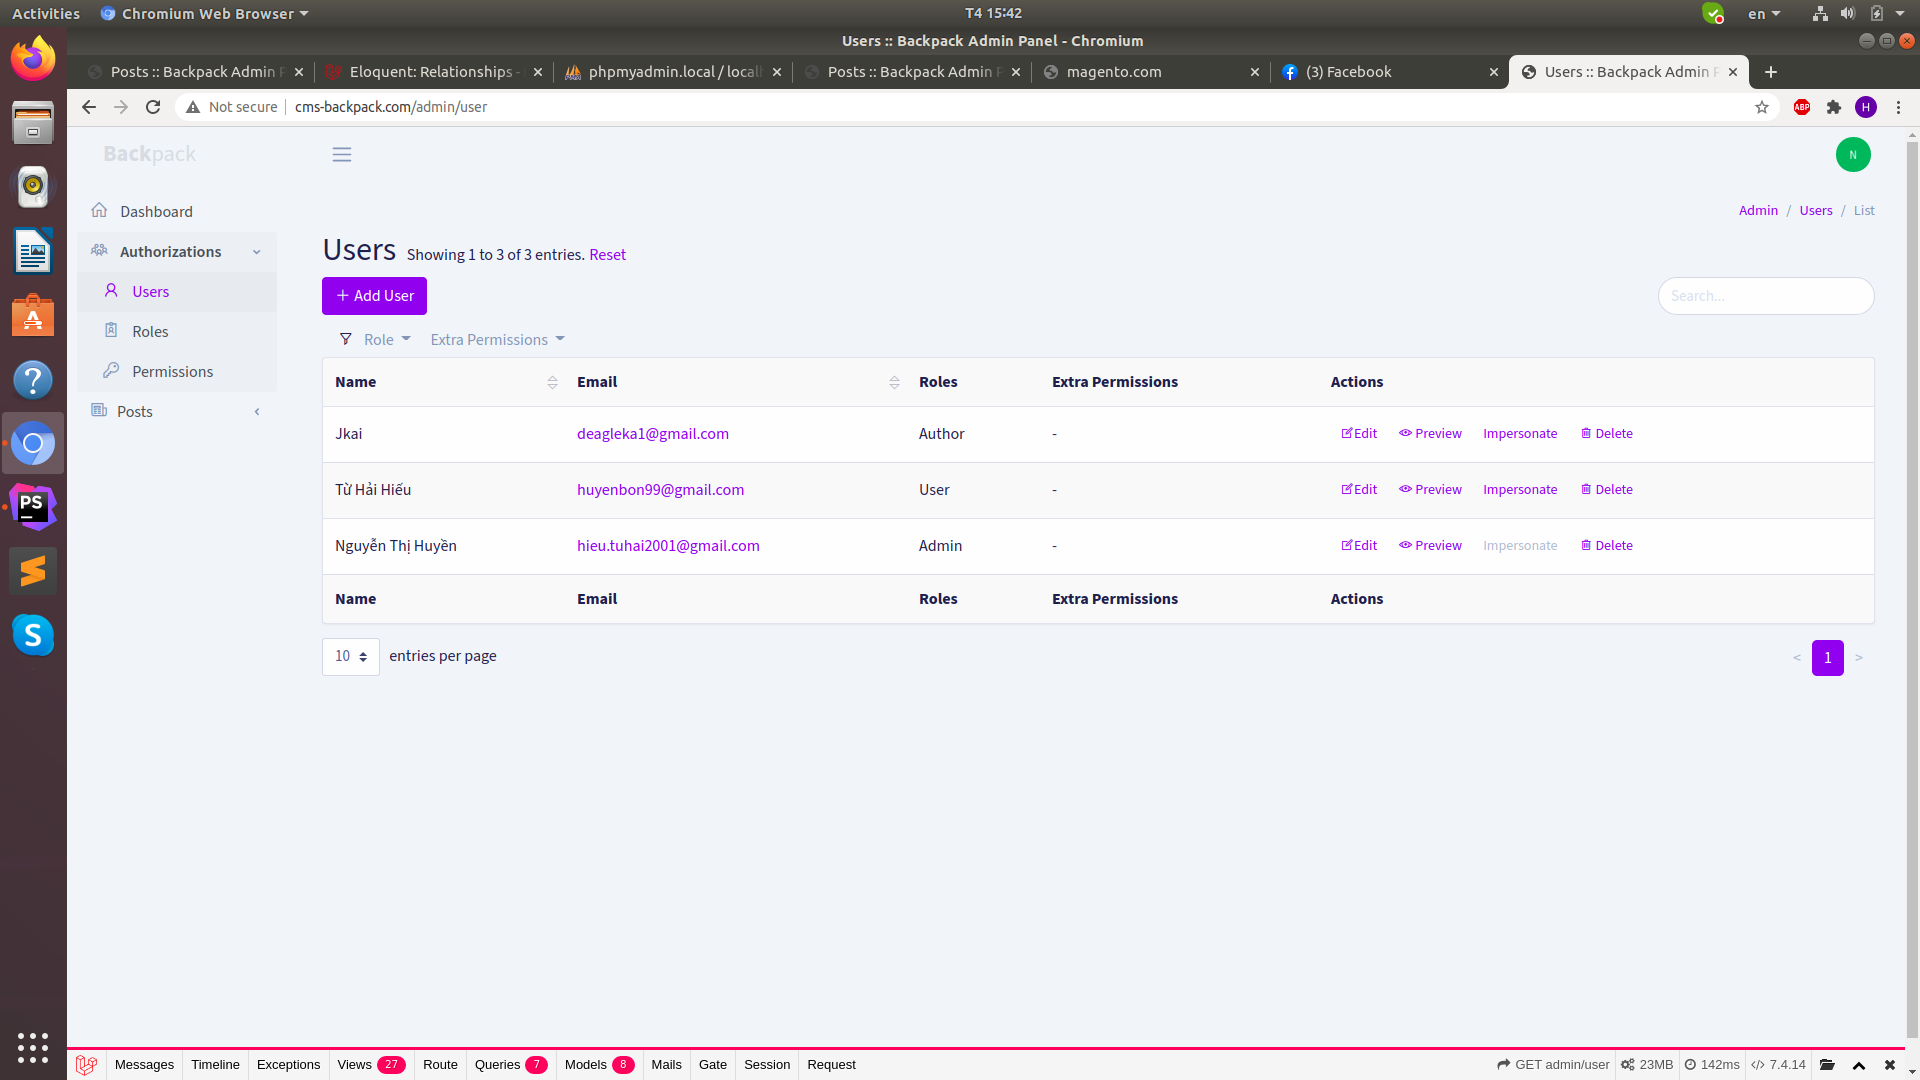 Activities Chromium Web Browser T4 15:42 en
Users :: Backpack Admin Panel - Chromium
Posts :: Backpack Admin P Eloquent: Relationships - phpmyadmin.local / local Posts :: Backpack Admin P magento.com (3) Facebook Users :: Backpack Admin P
Not secure cms-backpack.com/admin/user ABP H
Backpack N
Dashboard
Admin / Users / List
Authorizations
Users Showing 1 to 3 of 3 entries. Reset
Users
+ Add User
Search...
Roles
Role Extra Permissions
Permissions
Posts
Name Email Roles Extra Permissions Actions
Jkai deagleka1@gmail.com Author - Edit Preview Impersonate Delete
Từ Hải Hiếu huyenbon99@gmail.com User - Edit Preview Impersonate Delete
Nguyễn Thị Huyền hieu.tuhai2001@gmail.com Admin - Edit Preview Impersonate Delete
Name Email Roles Extra Permissions Actions
10 entries per page
< 1 >
PS
S
Messages Timeline Exceptions Views 27 Route Queries 7 Models 8 Mails Gate Session Request GET admin/user 23MB 142ms 7.4.14